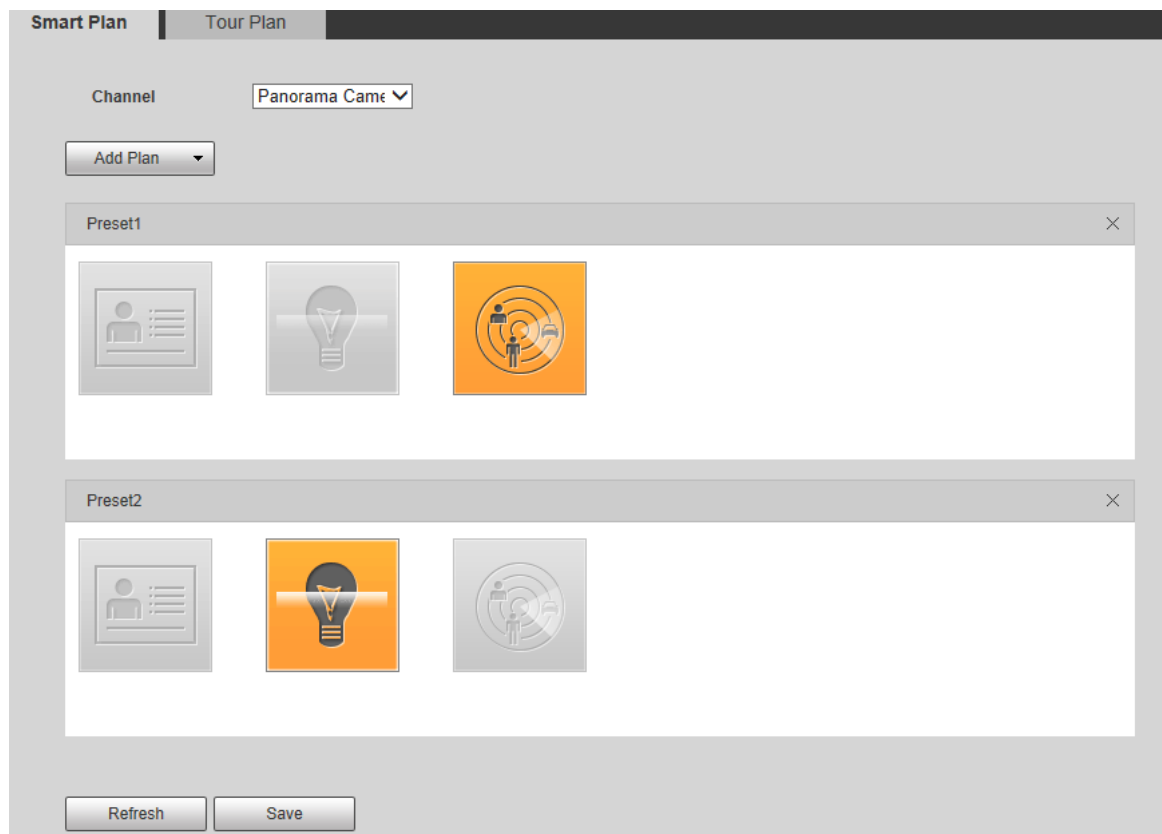 Smart Plan Tour Plan
Channel Panorama Came
Add Plan
Preset1
Preset2
Refresh Save